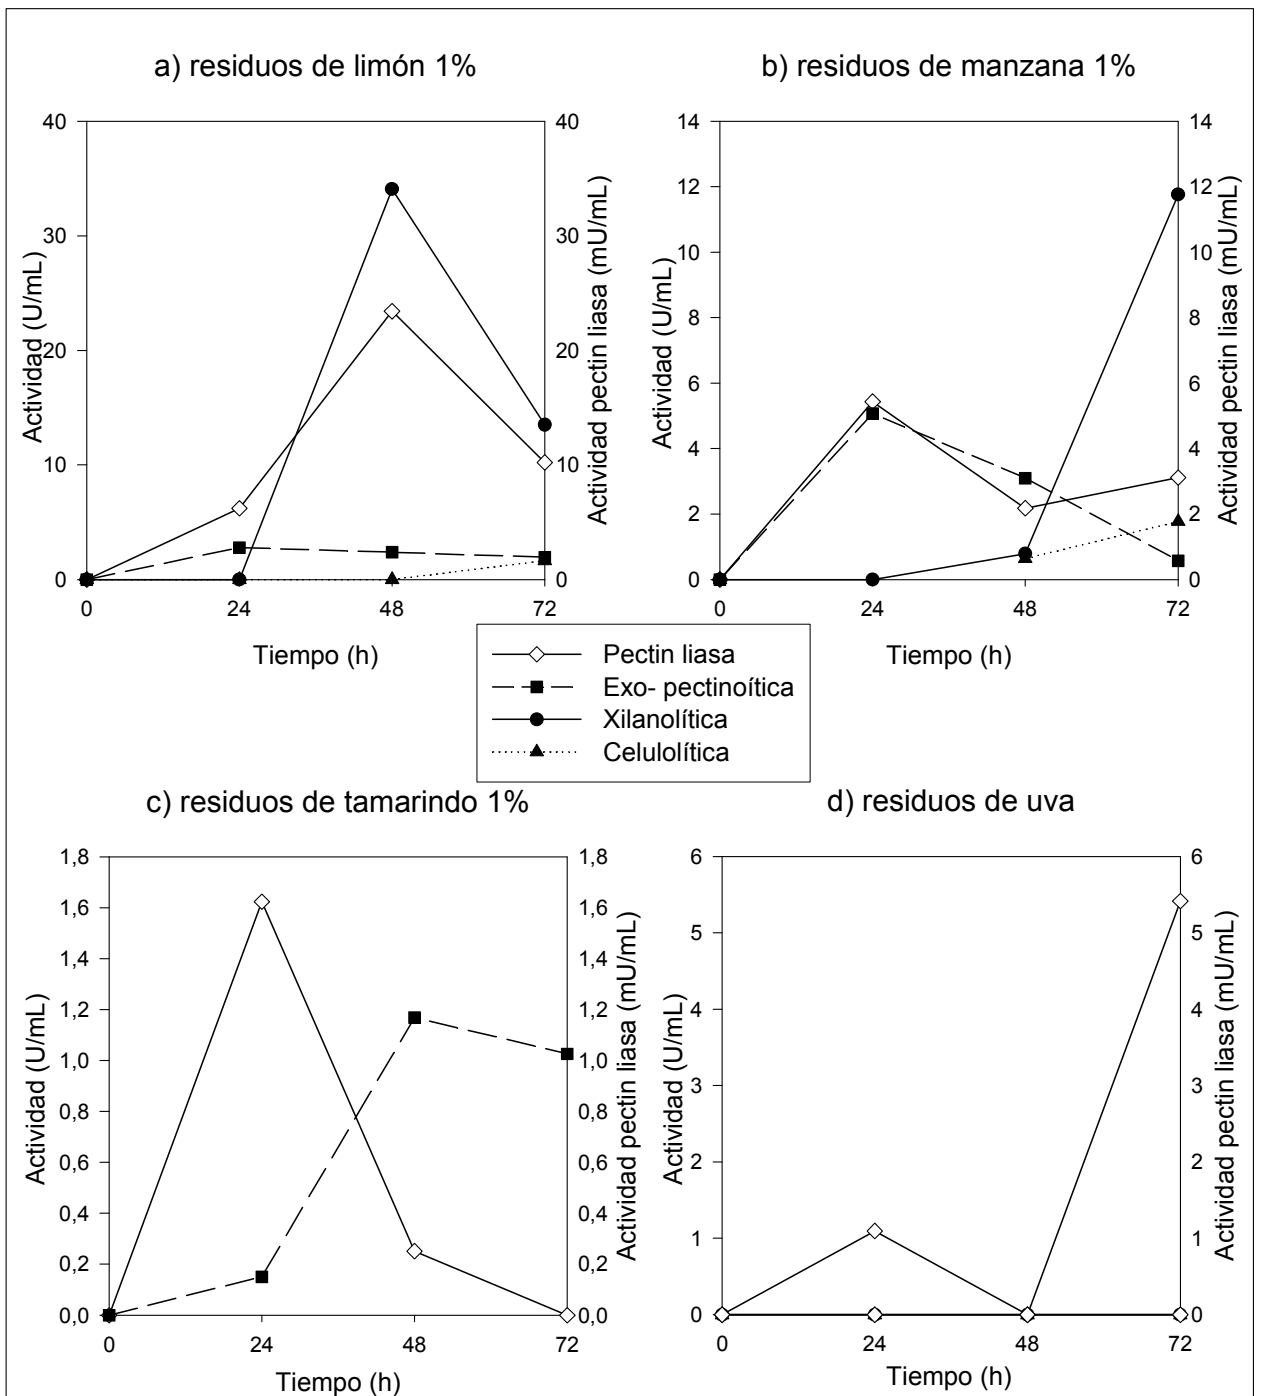 a) residuos de limón 1%
40
30
20
10
0
Actividad (U/mL)
40
30
20
10
0
Actividad pectin liasa (mU/mL)
0 24 48 72
Tiempo (h)
b) residuos de manzana 1%
14
12
10
8
6
4
2
0
Actividad (U/mL)
14
12
10
8
6
4
2
0
Actividad pectin liasa (mU/mL)
0 24 48 72
Tiempo (h)
Pectin liasa
Exo- pectinoítica
Xilanolítica
Celulolítica
c) residuos de tamarindo 1%
1,8
1,6
1,4
1,2
1,0
0,8
0,6
0,4
0,2
0,0
Actividad (U/mL)
1,8
1,6
1,4
1,2
1,0
0,8
0,6
0,4
0,2
0,0
Actividad pectin liasa (mU/mL)
0 24 48 72
Tiempo (h)
d) residuos de uva
6
5
4
3
2
1
0
Actividad (U/mL)
6
5
4
3
2
1
0
Actividad pectin liasa (mU/mL)
0 24 48 72
Tiempo (h)